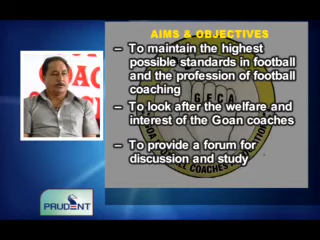 AIMS & OBJECTIVES
– To maintain the highest
possible standards in football
and the profession of football
coaching
– To look after the welfare and
interest of the Goan coaches
– To provide a forum for
discussion and study
PRUDENT